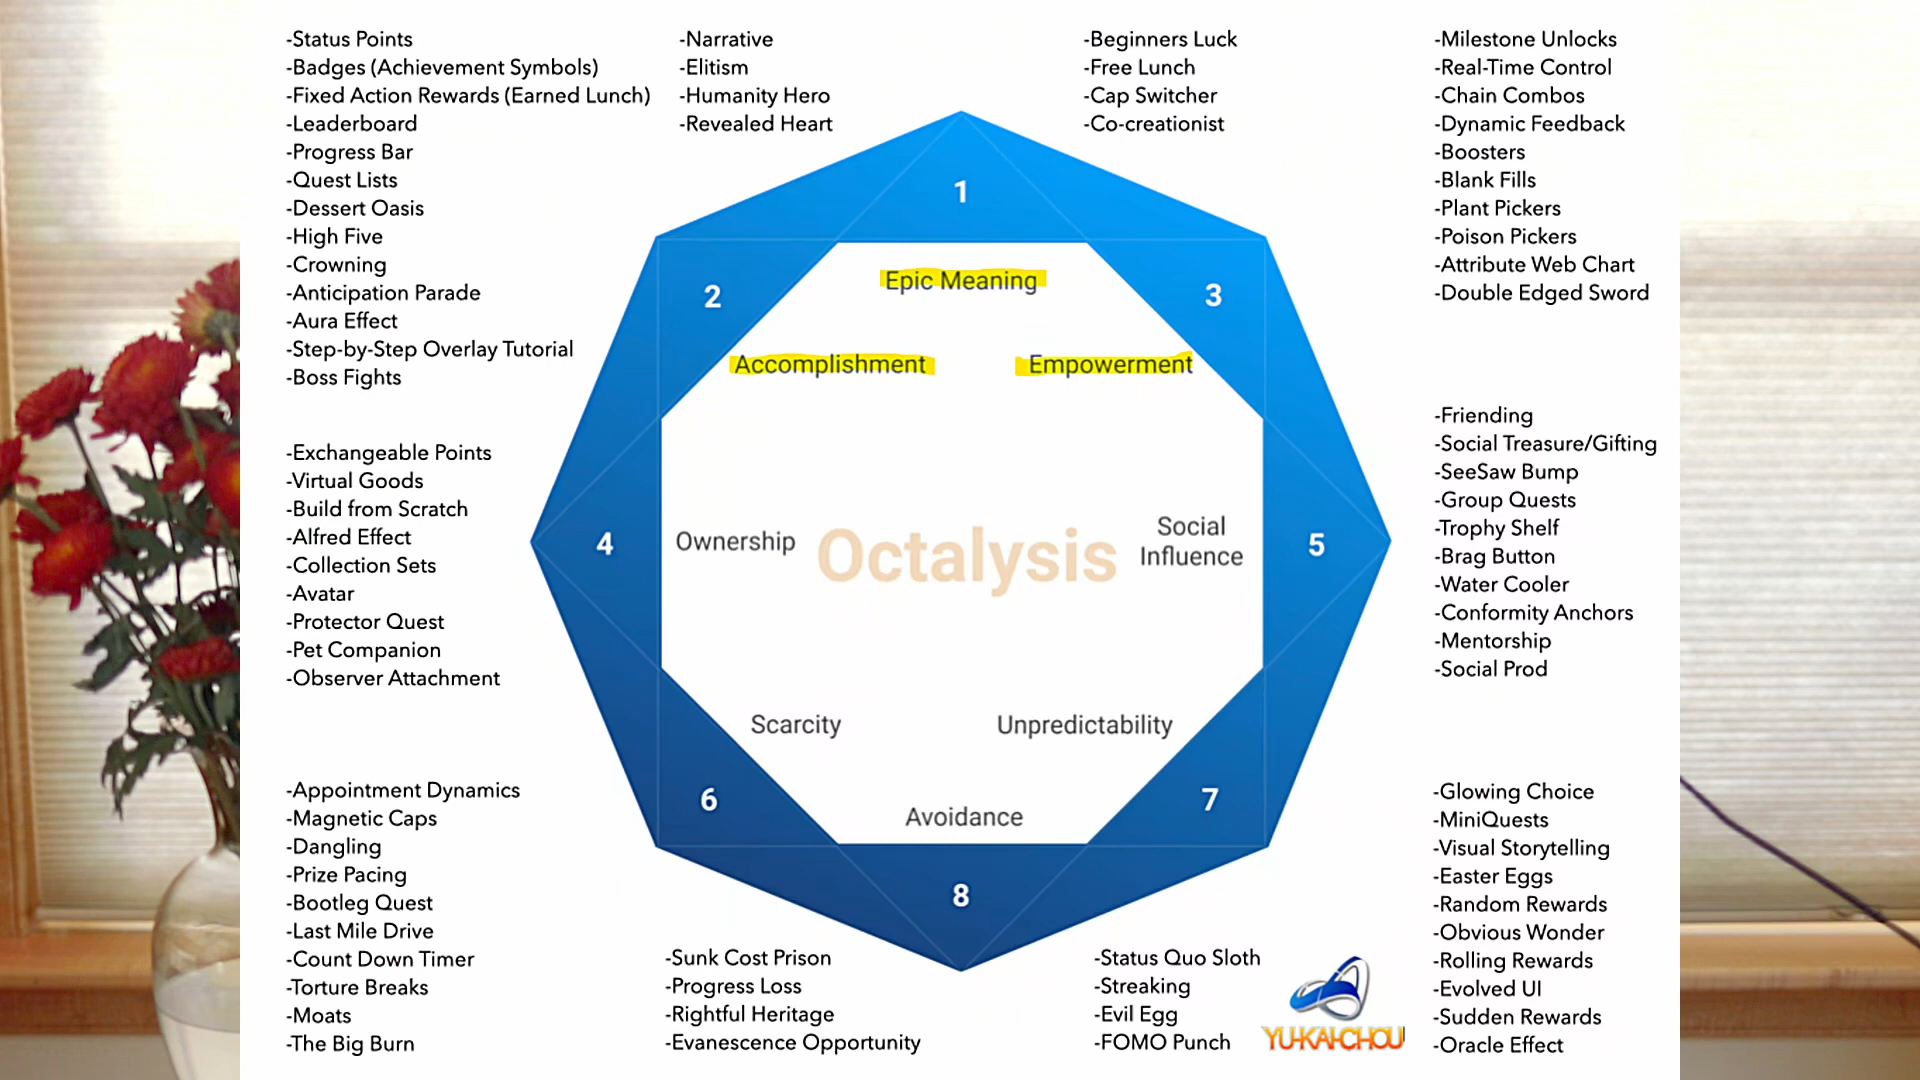 -Status Points
-Badges (Achievement Symbols)
-Fixed Action Rewards (Earned Lunch)
-Leaderboard
-Progress Bar
-Quest Lists
-Dessert Oasis
-High Five
-Crowning
-Anticipation Parade
-Aura Effect
-Step-by-Step Overlay Tutorial
-Boss Fights
-Narrative
-Elitism
-Humanity Hero
-Revealed Heart
-Beginners Luck
-Free Lunch
-Cap Switcher
-Co-creationist
-Milestone Unlocks
-Real-Time Control
-Chain Combos
-Dynamic Feedback
-Boosters
-Blank Fills
-Plant Pickers
-Poison Pickers
-Attribute Web Chart
-Double Edged Sword
1
2
3
Epic Meaning
Accomplishment
Empowerment
-Exchangeable Points
-Virtual Goods
-Build from Scratch
-Alfred Effect
-Collection Sets
-Avatar
-Protector Quest
-Pet Companion
-Observer Attachment
4
Ownership
Octalysis
Social
Influence
5
-Friending
-Social Treasure/Gifting
-SeeSaw Bump
-Group Quests
-Trophy Shelf
-Brag Button
-Water Cooler
-Conformity Anchors
-Mentorship
-Social Prod
Scarcity
Unpredictability
Avoidance
6
7
8
-Appointment Dynamics
-Magnetic Caps
-Dangling
-Prize Pacing
-Bootleg Quest
-Last Mile Drive
-Count Down Timer
-Torture Breaks
-Moats
-The Big Burn
-Sunk Cost Prison
-Progress Loss
-Rightful Heritage
-Evanescence Opportunity
-Status Quo Sloth
-Streaking
-Evil Egg
-FOMO Punch
YU-KAI-CHOU
-Glowing Choice
-MiniQuests
-Visual Storytelling
-Easter Eggs
-Random Rewards
-Obvious Wonder
-Rolling Rewards
-Evolved UI
-Sudden Rewards
-Oracle Effect